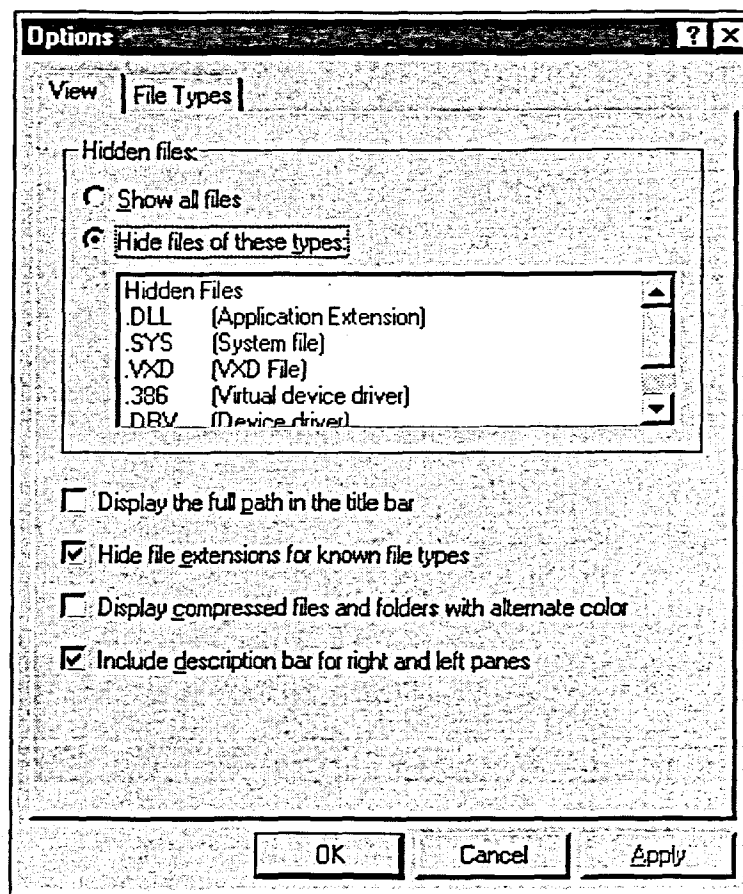 Options
View File Types
Hidden files:
Show all files
Hide files of these types:
Hidden Files
.DLL (Application Extension)
.SYS (System file)
.VXD (VXD File)
.386 (Virtual device driver)
.DRV (Device driver)
Display the full path in the title bar
Hide file extensions for known file types
Display compressed files and folders with alternate color
Include description bar for right and left panes
OK Cancel Apply